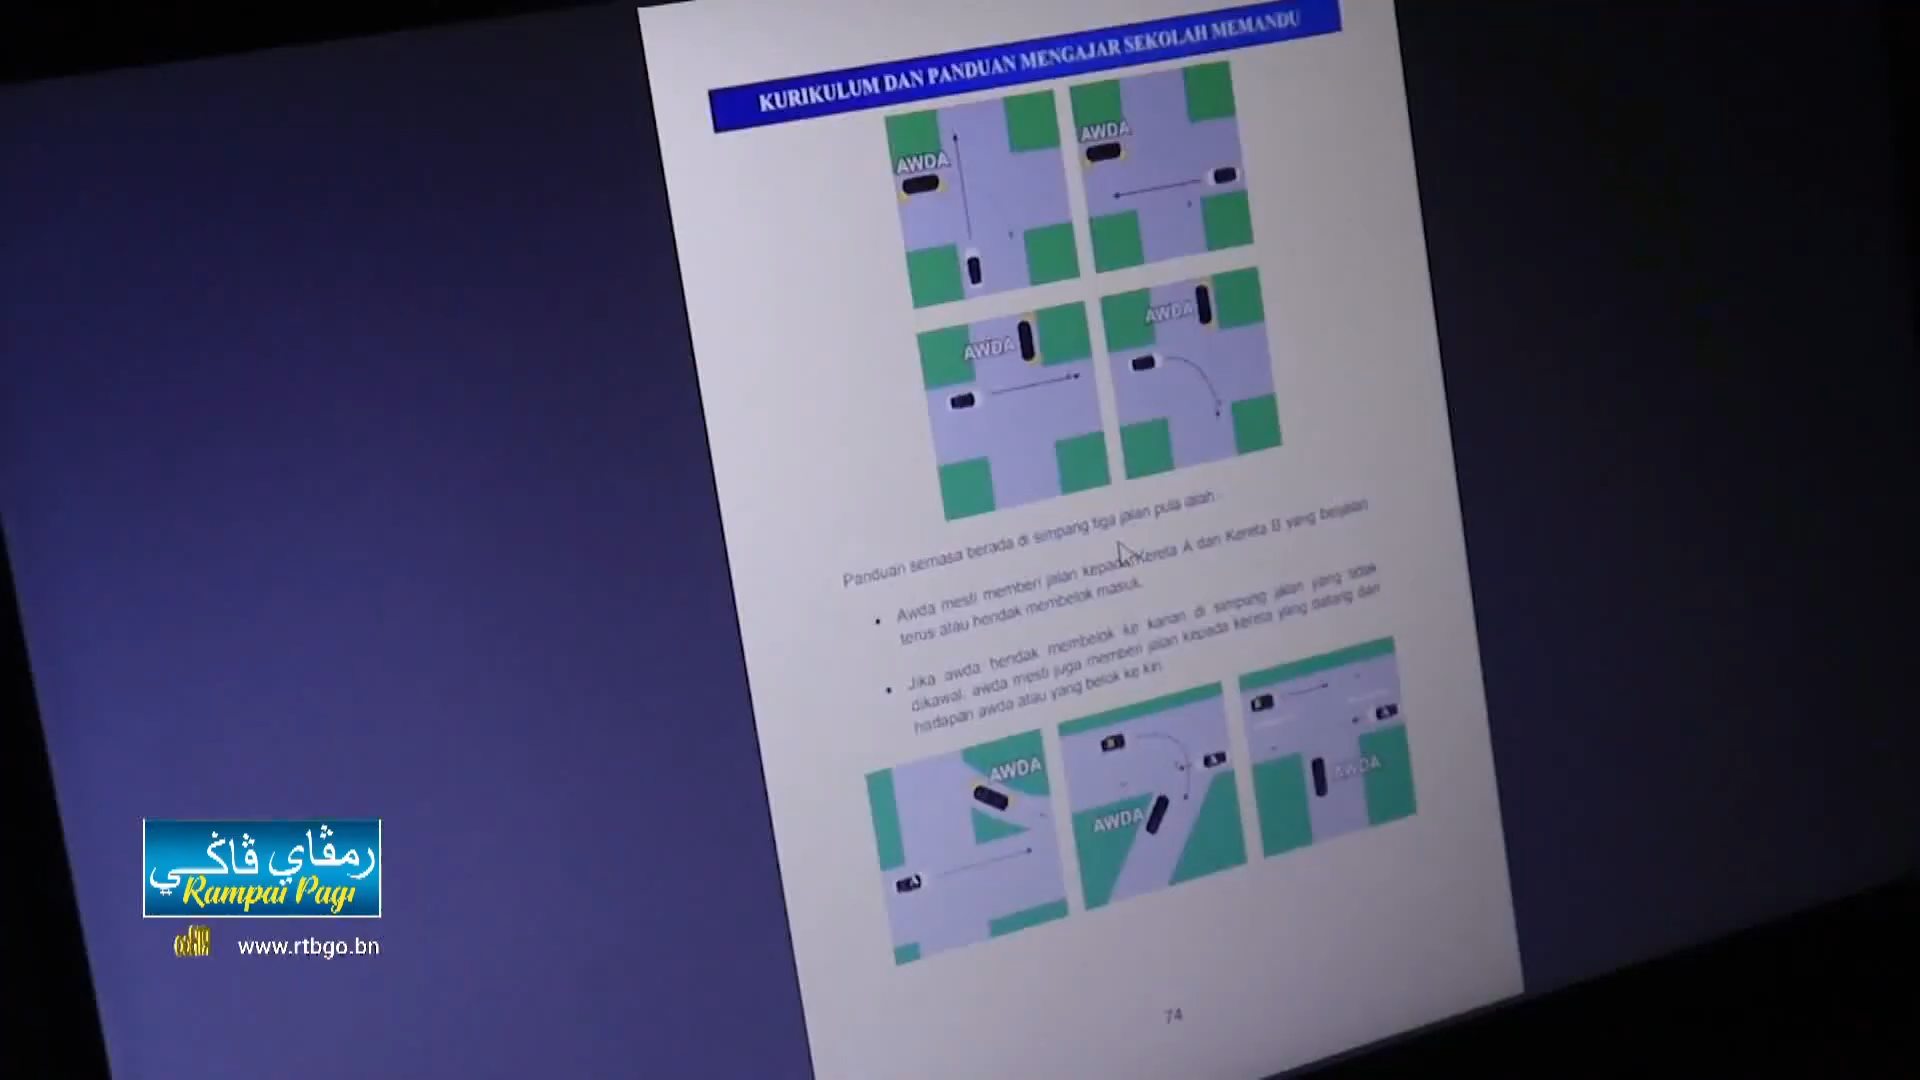 KURIKULUM DAN PANDUAN MENGAJAR SEKOLAH MEMANDU
AWDA
AWDA
AWDA
AWDA
Panduan semasa berada di simpang tiga jalan pula ialah
• Awda mesti memberi jalan kepada Kereta A dan Kereta B yang berjalan
terus atau hendak membelok masuk.
• Jika awda hendak membelok ke kanan di simpang jalan yang tidak
dikawal, awda mesti juga memberi jalan kepada kereta yang datang dari
hadapan awda atau yang belok ke kiri.
AWDA
AWDA
AWDA
A
B
A
B
A
74
رمڤاي ڤاڬي
Rampai Pagi
www.rtbgo.bn